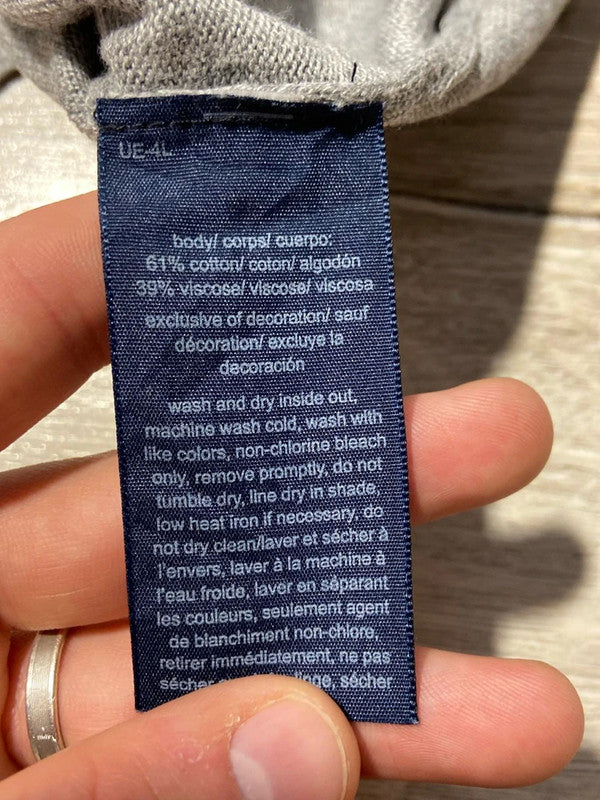 UE-4L
body/ corps/ cuerpo:
61% cotton/ coton/ algodón
39% viscose/ viscose/ viscosa
exclusive of decoration/ sauf
décoration/ excluye la
decoración
wash and dry inside out,
machine wash cold, wash with
like colors, non-chlorine bleach
only, remove promptly, do not
tumble dry, line dry in shade,
low heat iron if necessary, do
not dry clean/laver et sécher à
l'envers, laver à la machine à
l'eau froide, laver en séparant
les couleurs, seulement agent
de blanchiment non-chlore,
retirer immédiatement, ne pas
sécher sécher